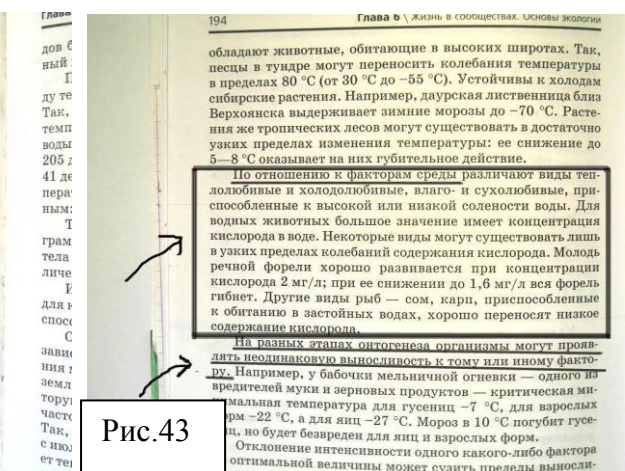 194
Глава 6 \ Жизнь в сообществах. Основы экологии
обладают животные, обитающие в высоких широтах. Так,
песцы в тундре могут переносить колебания температуры
в пределах 80 °С (от 30 °С до −55 °С). Устойчивы к холодам
сибирские растения. Например, даурская лиственница близ
Верхоянска выдерживает зимние морозы до −70 °С. Расте-
ния же тропических лесов могут существовать в достаточно
узких пределах изменения температуры: ее снижение до
5—8 °С оказывает на них губительное действие.
По отношению к факторам среды различают виды теп-
лолюбивые и холодолюбивые, влаго- и сухолюбивые, при-
способленные к высокой или низкой солености воды. Для
водных животных большое значение имеет концентрация
кислорода в воде. Некоторые виды могут существовать лишь
в узких пределах колебаний содержания кислорода. Молодь
речной форели хорошо развивается при концентрации
кислорода 2 мг/л; при ее снижении до 1,6 мг/л вся форель
гибнет. Другие виды рыб — сом, карп, приспособленные
к обитанию в застойных водах, хорошо переносят низкое
содержание кислорода.
На разных этапах онтогенеза организмы могут прояв-
лять неодинаковую выносливость к тому или иному факто-
ру. Например, у бабочки мельничной огневки — одного из
вредителей муки и зерновых продуктов — критическая ми-
нимальная температура для гусениц −7 °С, для взрослых
форм −22 °С, а для яиц −27 °С. Мороз в 10 °С погубит гусе-
ниц, но будет безвреден для яиц и взрослых форм.
Отклонение интенсивности одного какого-либо фактора
оптимальной величины может сузить пределы выносли-
Рис.43